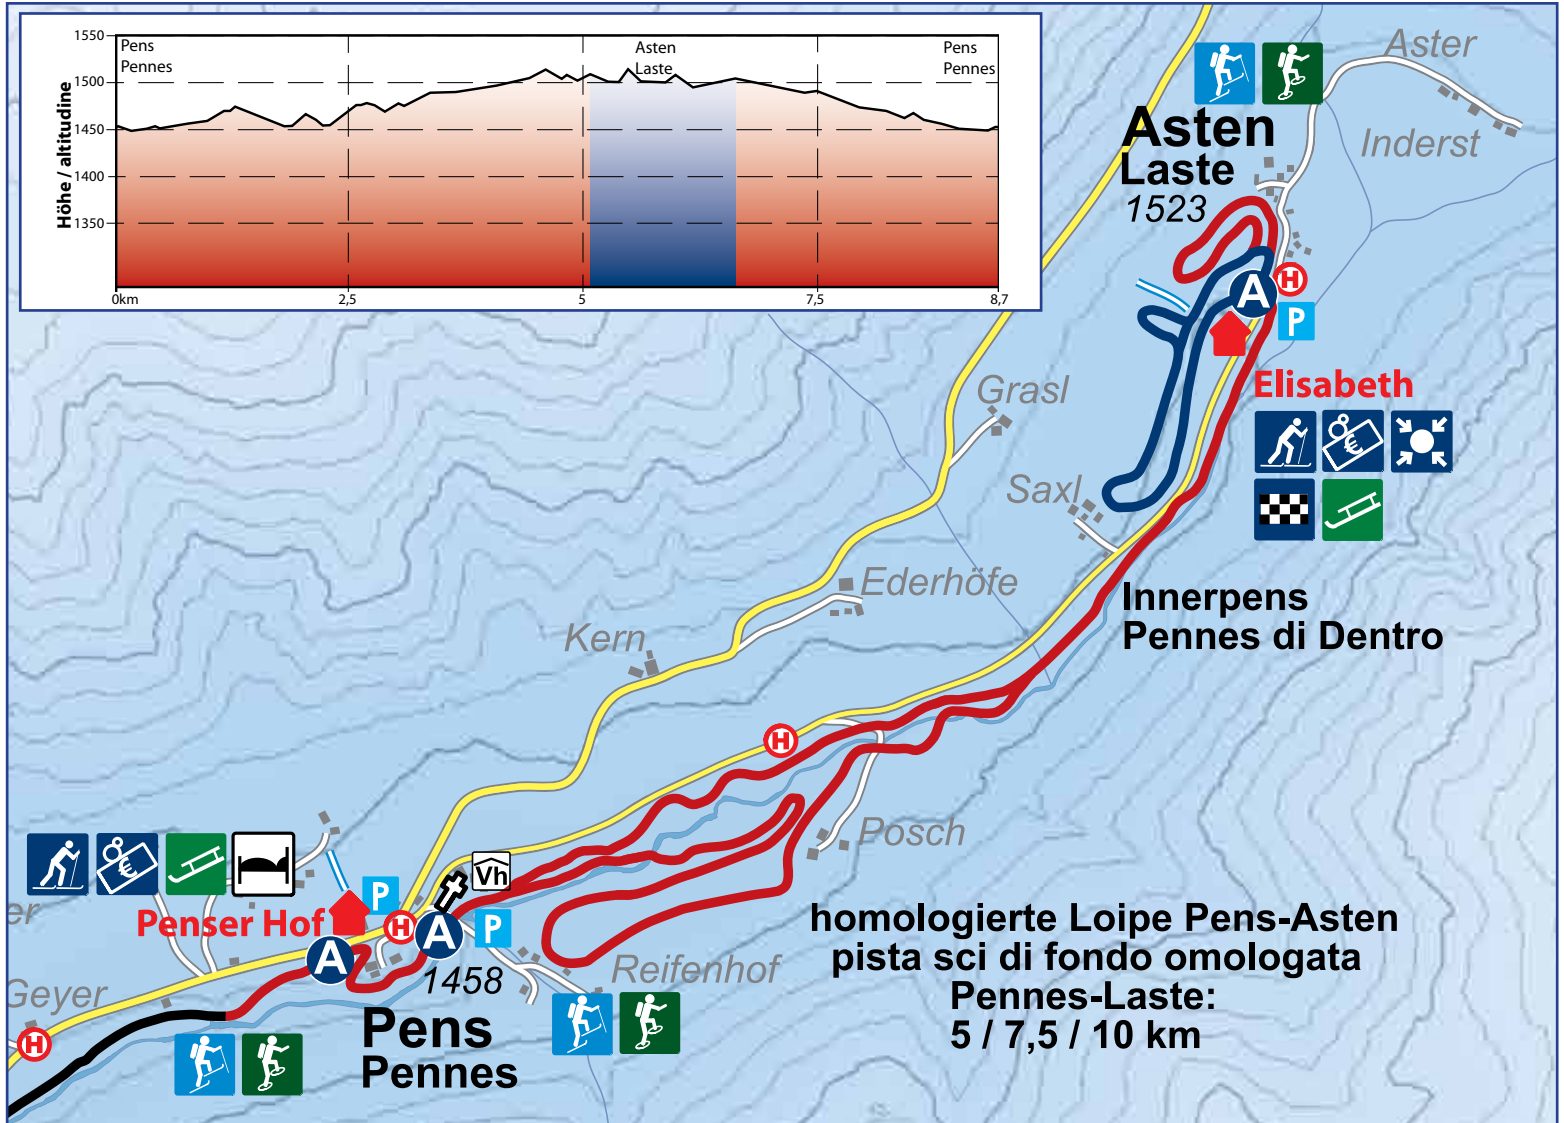 1550
1500
1450
1400
1350
Höhe / altitudine
Pens
Pennes
Asten
Laste
Pens
Pennes
0km
2,5
5
7,5
8,7
Aster
Inderst
Asten
Laste
1523
A
H
P
Elisabeth
€
Grasl
Saxl
Ederhöfe
Kern
Innerpens
Pennes di Dentro
H
Posch
€
Vh
P
Penser Hof
H
A
A
P
er
1458
Reifenhof
Geyer
H
Pens
Pennes
homologierte Loipe Pens-Asten
pista sci di fondo omologata
Pennes-Laste:
5 / 7,5 / 10 km